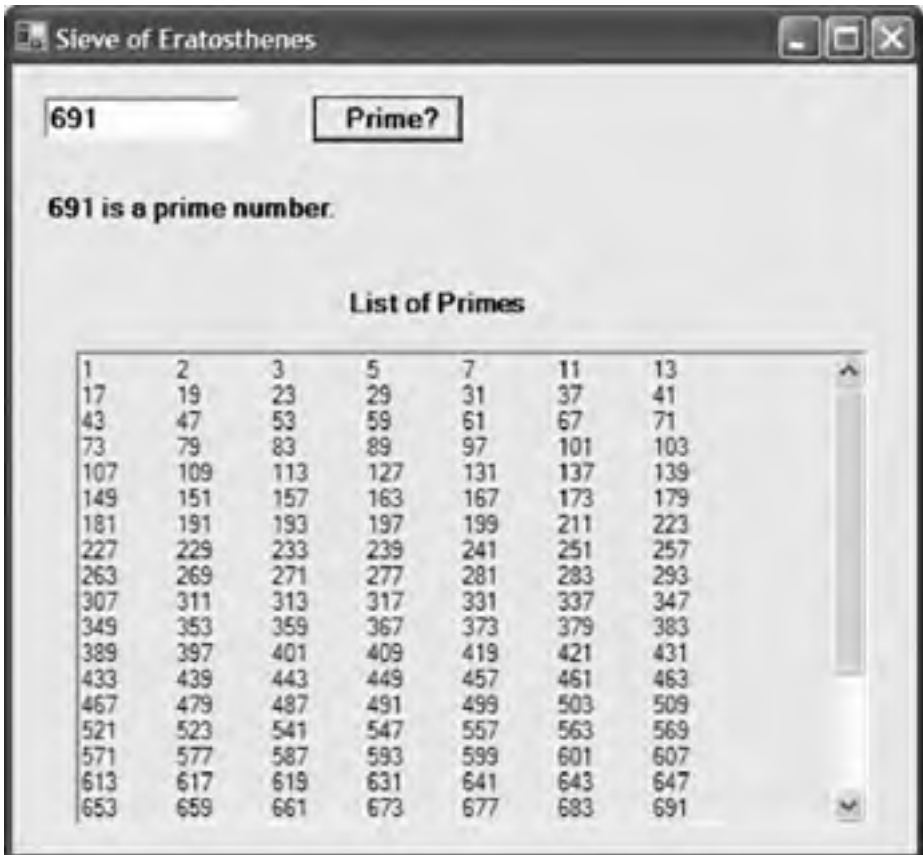 Sieve of Eratosthenes
691 Prime?
691 is a prime number.
List of Primes
1 2 3 5 7 11 13
17 19 23 29 31 37 41
43 47 53 59 61 67 71
73 79 83 89 97 101 103
107 109 113 127 131 137 139
149 151 157 163 167 173 179
181 191 193 197 199 211 223
227 229 233 239 241 251 257
263 269 271 277 281 283 293
307 311 313 317 331 337 347
349 353 359 367 373 379 383
389 397 401 409 419 421 431
433 439 443 449 457 461 463
467 479 487 491 499 503 509
521 523 541 547 557 563 569
571 577 587 593 599 601 607
613 617 619 631 641 643 647
653 659 661 673 677 683 691